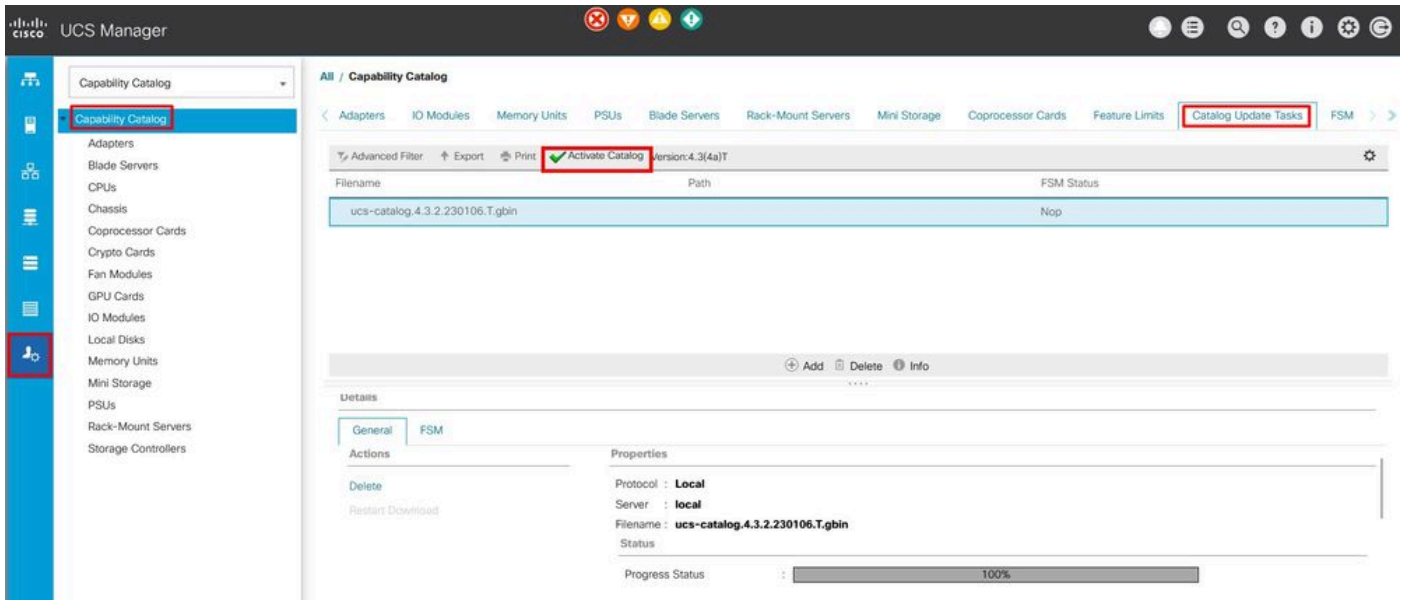 CISCO UCS Manager
Capability Catalog
Capability Catalog
Adapters
Blade Servers
CPUs
Chassis
Coprocessor Cards
Crypto Cards
Fan Modules
GPU Cards
IO Modules
Local Disks
Memory Units
Mini Storage
PSUs
Rack-Mount Servers
Storage Controllers
All / Capability Catalog
Adapters IO Modules Memory Units PSUs Blade Servers Rack-Mount Servers Mini Storage Coprocessor Cards Feature Limits Catalog Update Tasks FSM
Advanced Filter Export Print Activate Catalog Version:4.3(4a)T
Filename Path FSM Status
ucs-catalog.4.3.2.230106.T.gbin Nop
Add Delete Info
Details
General FSM
Actions Properties
Delete Protocol : Local
Restart Download Server : local
Filename : ucs-catalog.4.3.2.230106.T.gbin
Status
Progress Status : 100%